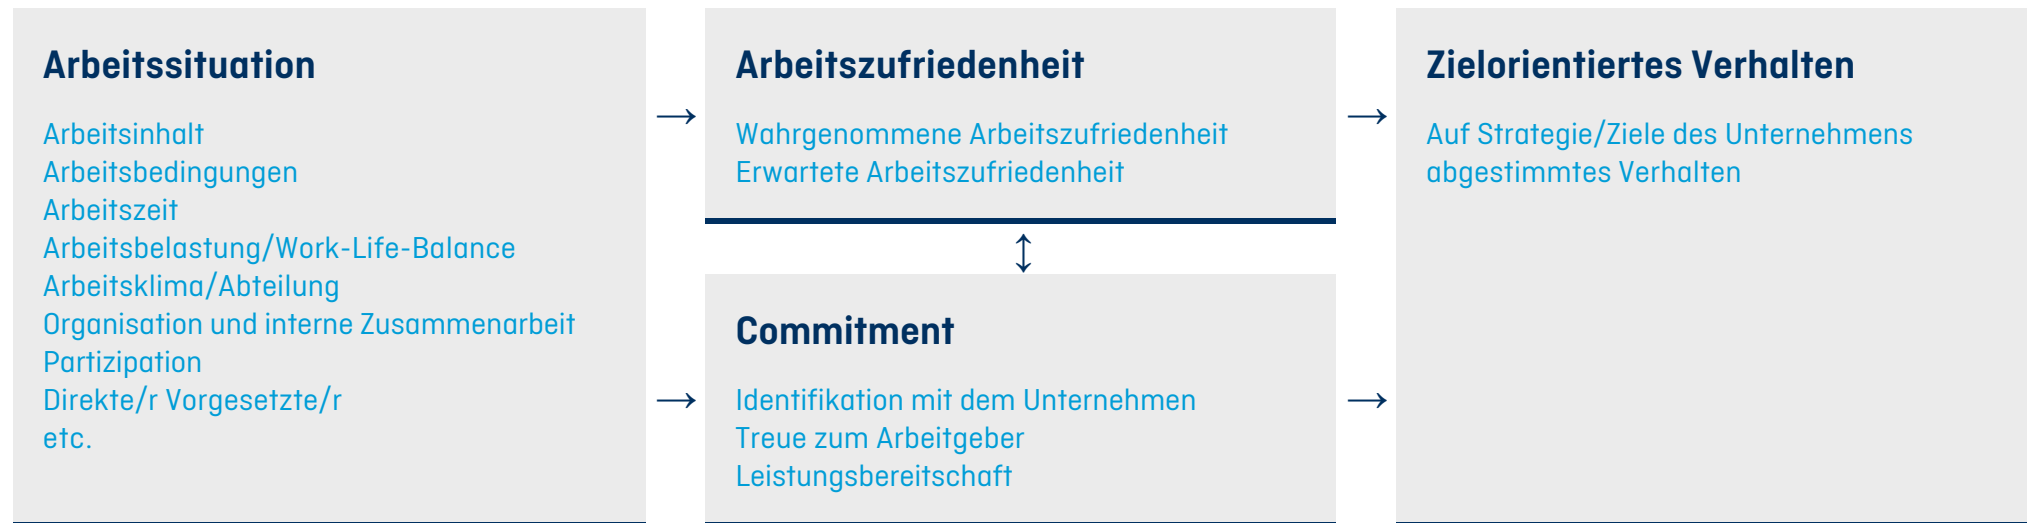 Arbeitssituation
Arbeitsinhalt
Arbeitsbedingungen
Arbeitszeit
Arbeitsbelastung/Work-Life-Balance
Arbeitsklima/Abteilung
Organisation und interne Zusammenarbeit
Partizipation
Direkte/r Vorgesetzte/r
etc.
Arbeitszufriedenheit
Wahrgenommene Arbeitszufriedenheit
Erwartete Arbeitszufriedenheit
Commitment
Identifikation mit dem Unternehmen
Treue zum Arbeitgeber
Leistungsbereitschaft
Zielorientiertes Verhalten
Auf Strategie/Ziele des Unternehmens
abgestimmtes Verhalten